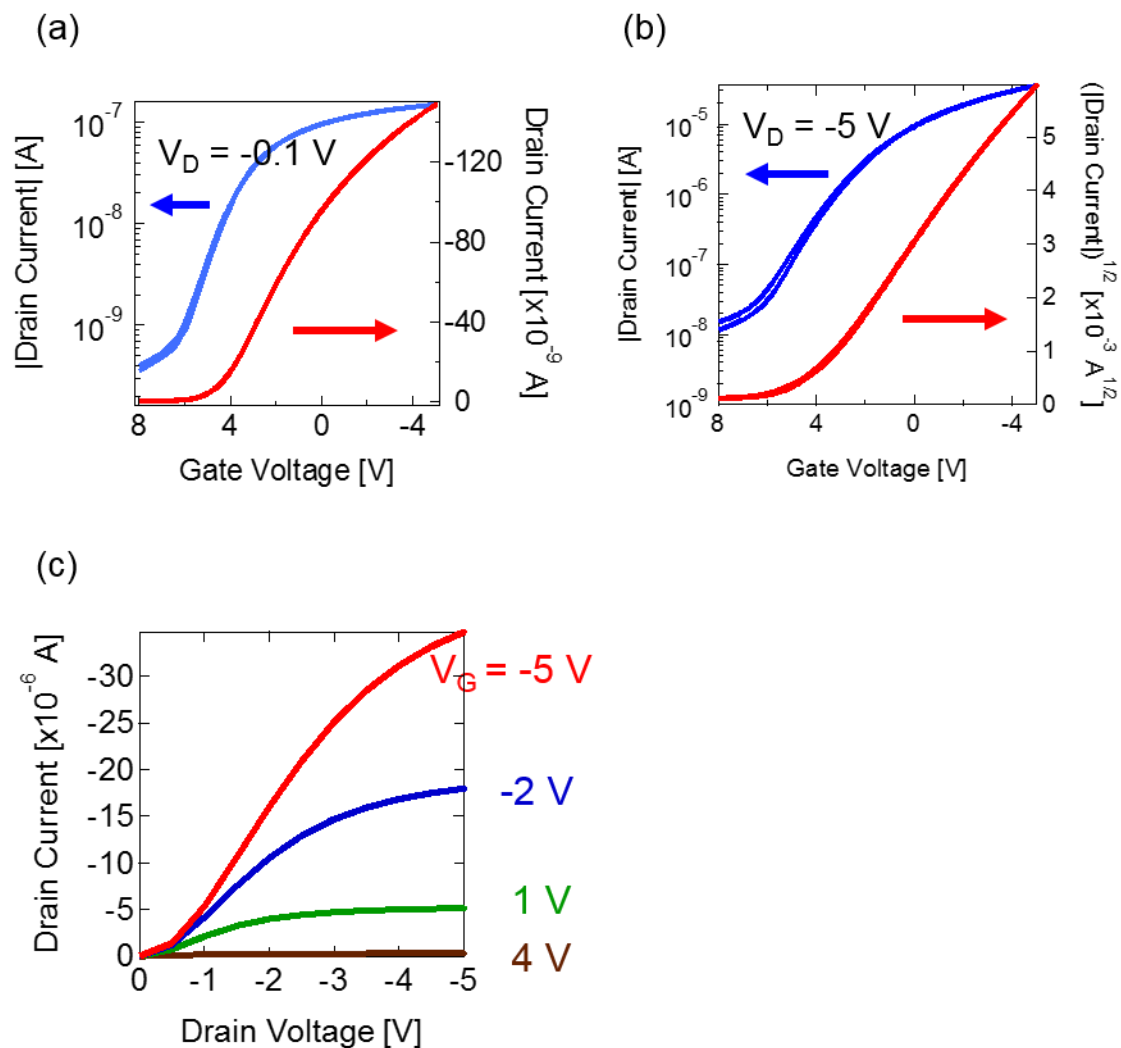 (a)
V_D = -0.1 V
|Drain Current| [A]
10⁻⁷
10⁻⁸
10⁻⁹
Drain Current [x10⁻⁹ A]
-120
-80
-40
0
8 4 0 -4
Gate Voltage [V]
(b)
V_D = -5 V
|Drain Current| [A]
10⁻⁵
10⁻⁶
10⁻⁷
10⁻⁸
10⁻⁹
(|Drain Current|)^1/2 [x10⁻³ A^1/2]
5
4
3
2
1
0
8 4 0 -4
Gate Voltage [V]
(c)
Drain Current [x10⁻⁶ A]
-30
-25
-20
-15
-10
-5
0
V_G = -5 V
-2 V
1 V
4 V
0 -1 -2 -3 -4 -5
Drain Voltage [V]